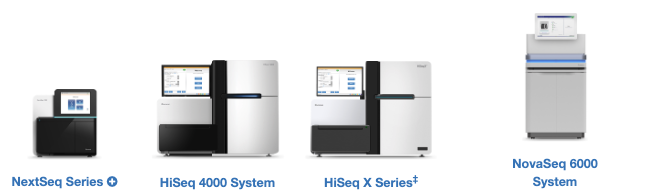 NextSeq Series
HiSeq 4000 System
HiSeq X Series‡
NovaSeq 6000
System